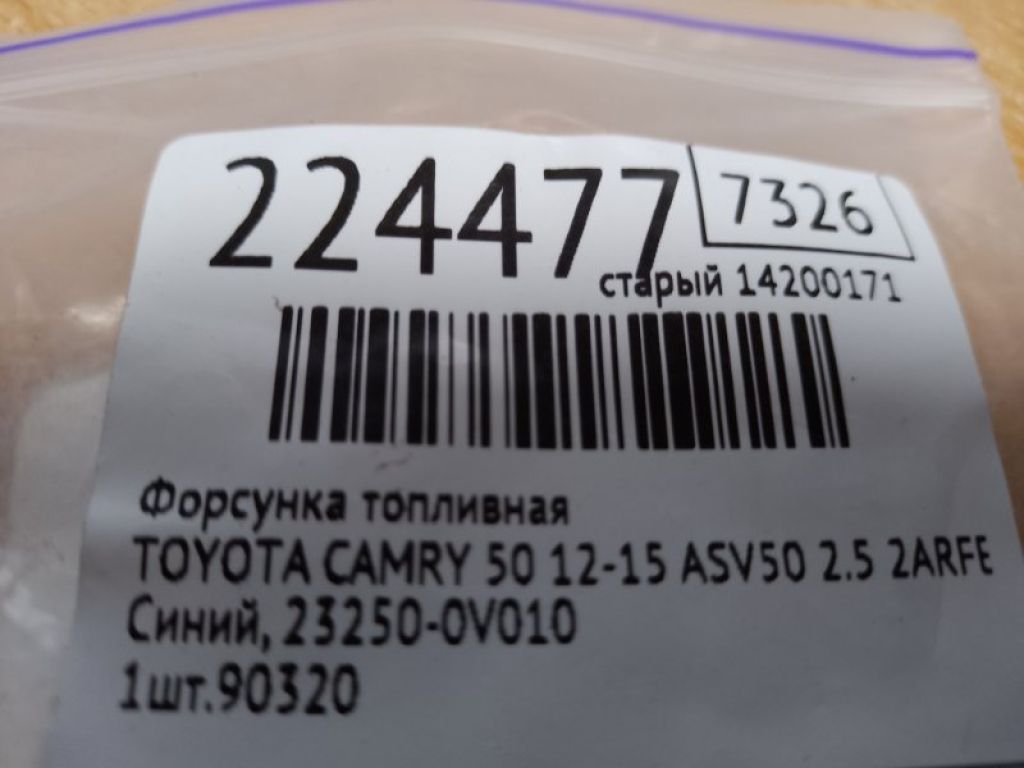 224477
7326
старый 14200171
Форсунка топливная
TOYOTA CAMRY 50 12-15 ASV50 2.5 2ARFE
Синий, 23250-0V010
1шт.90320